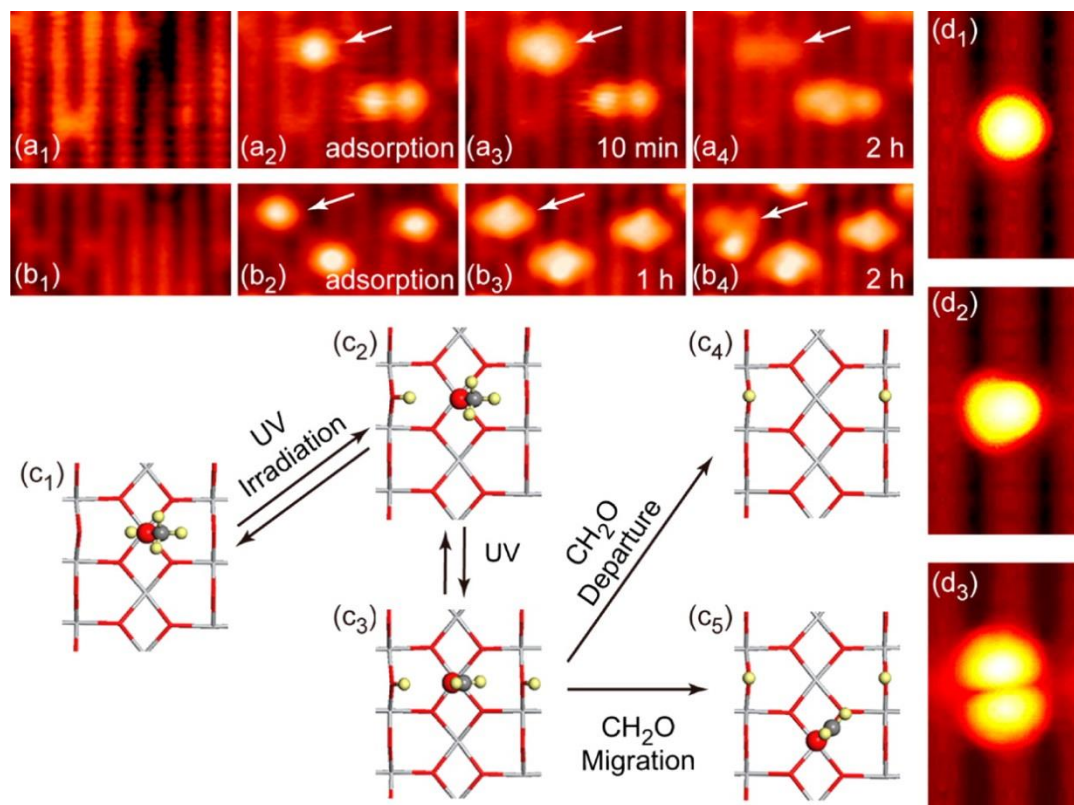 (a₁)
(a₂) adsorption
(a₃) 10 min
(a₄) 2 h
(b₁)
(b₂) adsorption
(b₃) 1 h
(b₄) 2 h
(c₁)
UV
Irradiation
(c₂)
UV
(c₃)
CH₂O
Departure
(c₄)
CH₂O
Migration
(c₅)
(d₁)
(d₂)
(d₃)